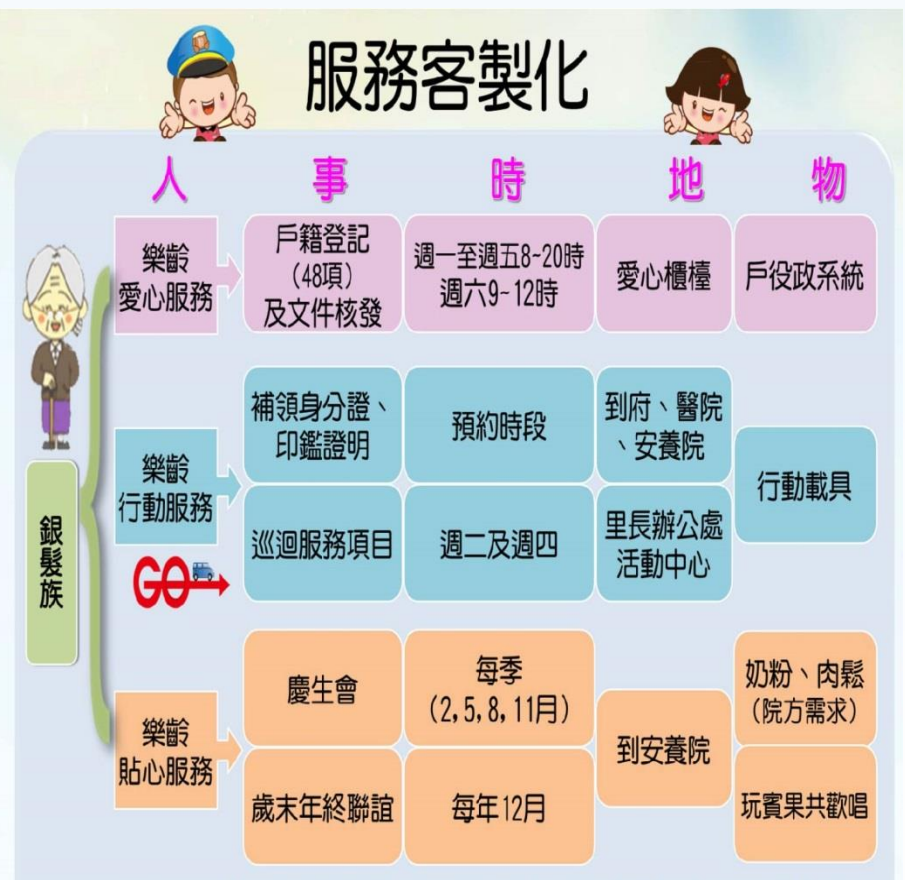 服務客製化
人 事 時 地 物
樂齡
愛心服務
戶籍登記
(48項)
及文件核發
週一至週五8~20時
週六9~12時
愛心櫃檯
戶役政系統
銀髮族
樂齡
行動服務
GO
補領身分證、
印鑑證明
預約時段
到府、醫院
、安養院
行動載具
巡迴服務項目
週二及週四
里長辦公處
活動中心
樂齡
貼心服務
慶生會
每季
(2,5,8,11月)
到安養院
奶粉、肉鬆
(院方需求)
歲末年終聯誼
每年12月
玩賓果共歡唱